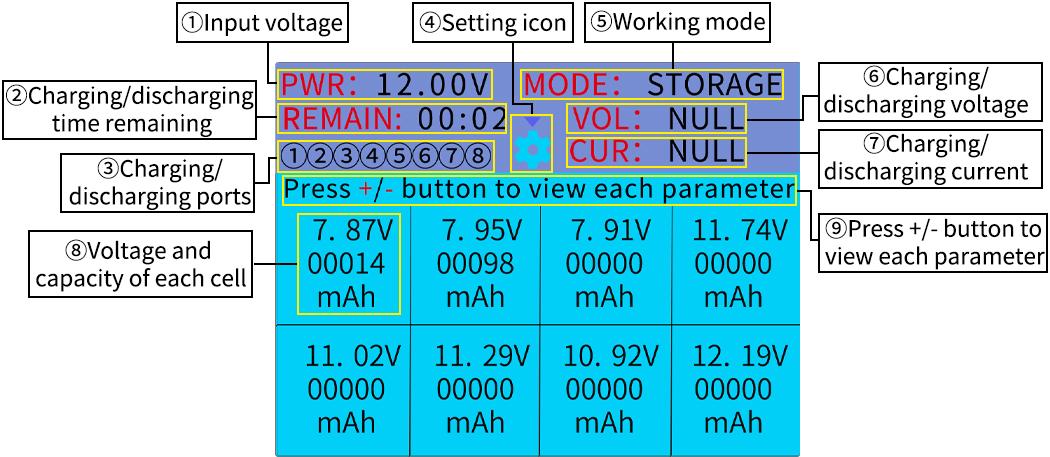 ①Input voltage
④Setting icon
⑤Working mode
②Charging/discharging
time remaining
③Charging/
discharging ports
⑧Voltage and
capacity of each cell
⑥Charging/
discharging voltage
⑦Charging/
discharging current
⑨Press +/- button to
view each parameter
PWR: 12.00V
MODE: STORAGE
REMAIN: 00:02
VOL: NULL
①②③④⑤⑥⑦⑧
CUR: NULL
Press +/- button to view each parameter
7. 87V 7. 95V 7. 91V 11. 74V
00014 00098 00000 00000
mAh mAh mAh mAh
11. 02V 11. 29V 10. 92V 12. 19V
00000 00000 00000 00000
mAh mAh mAh mAh